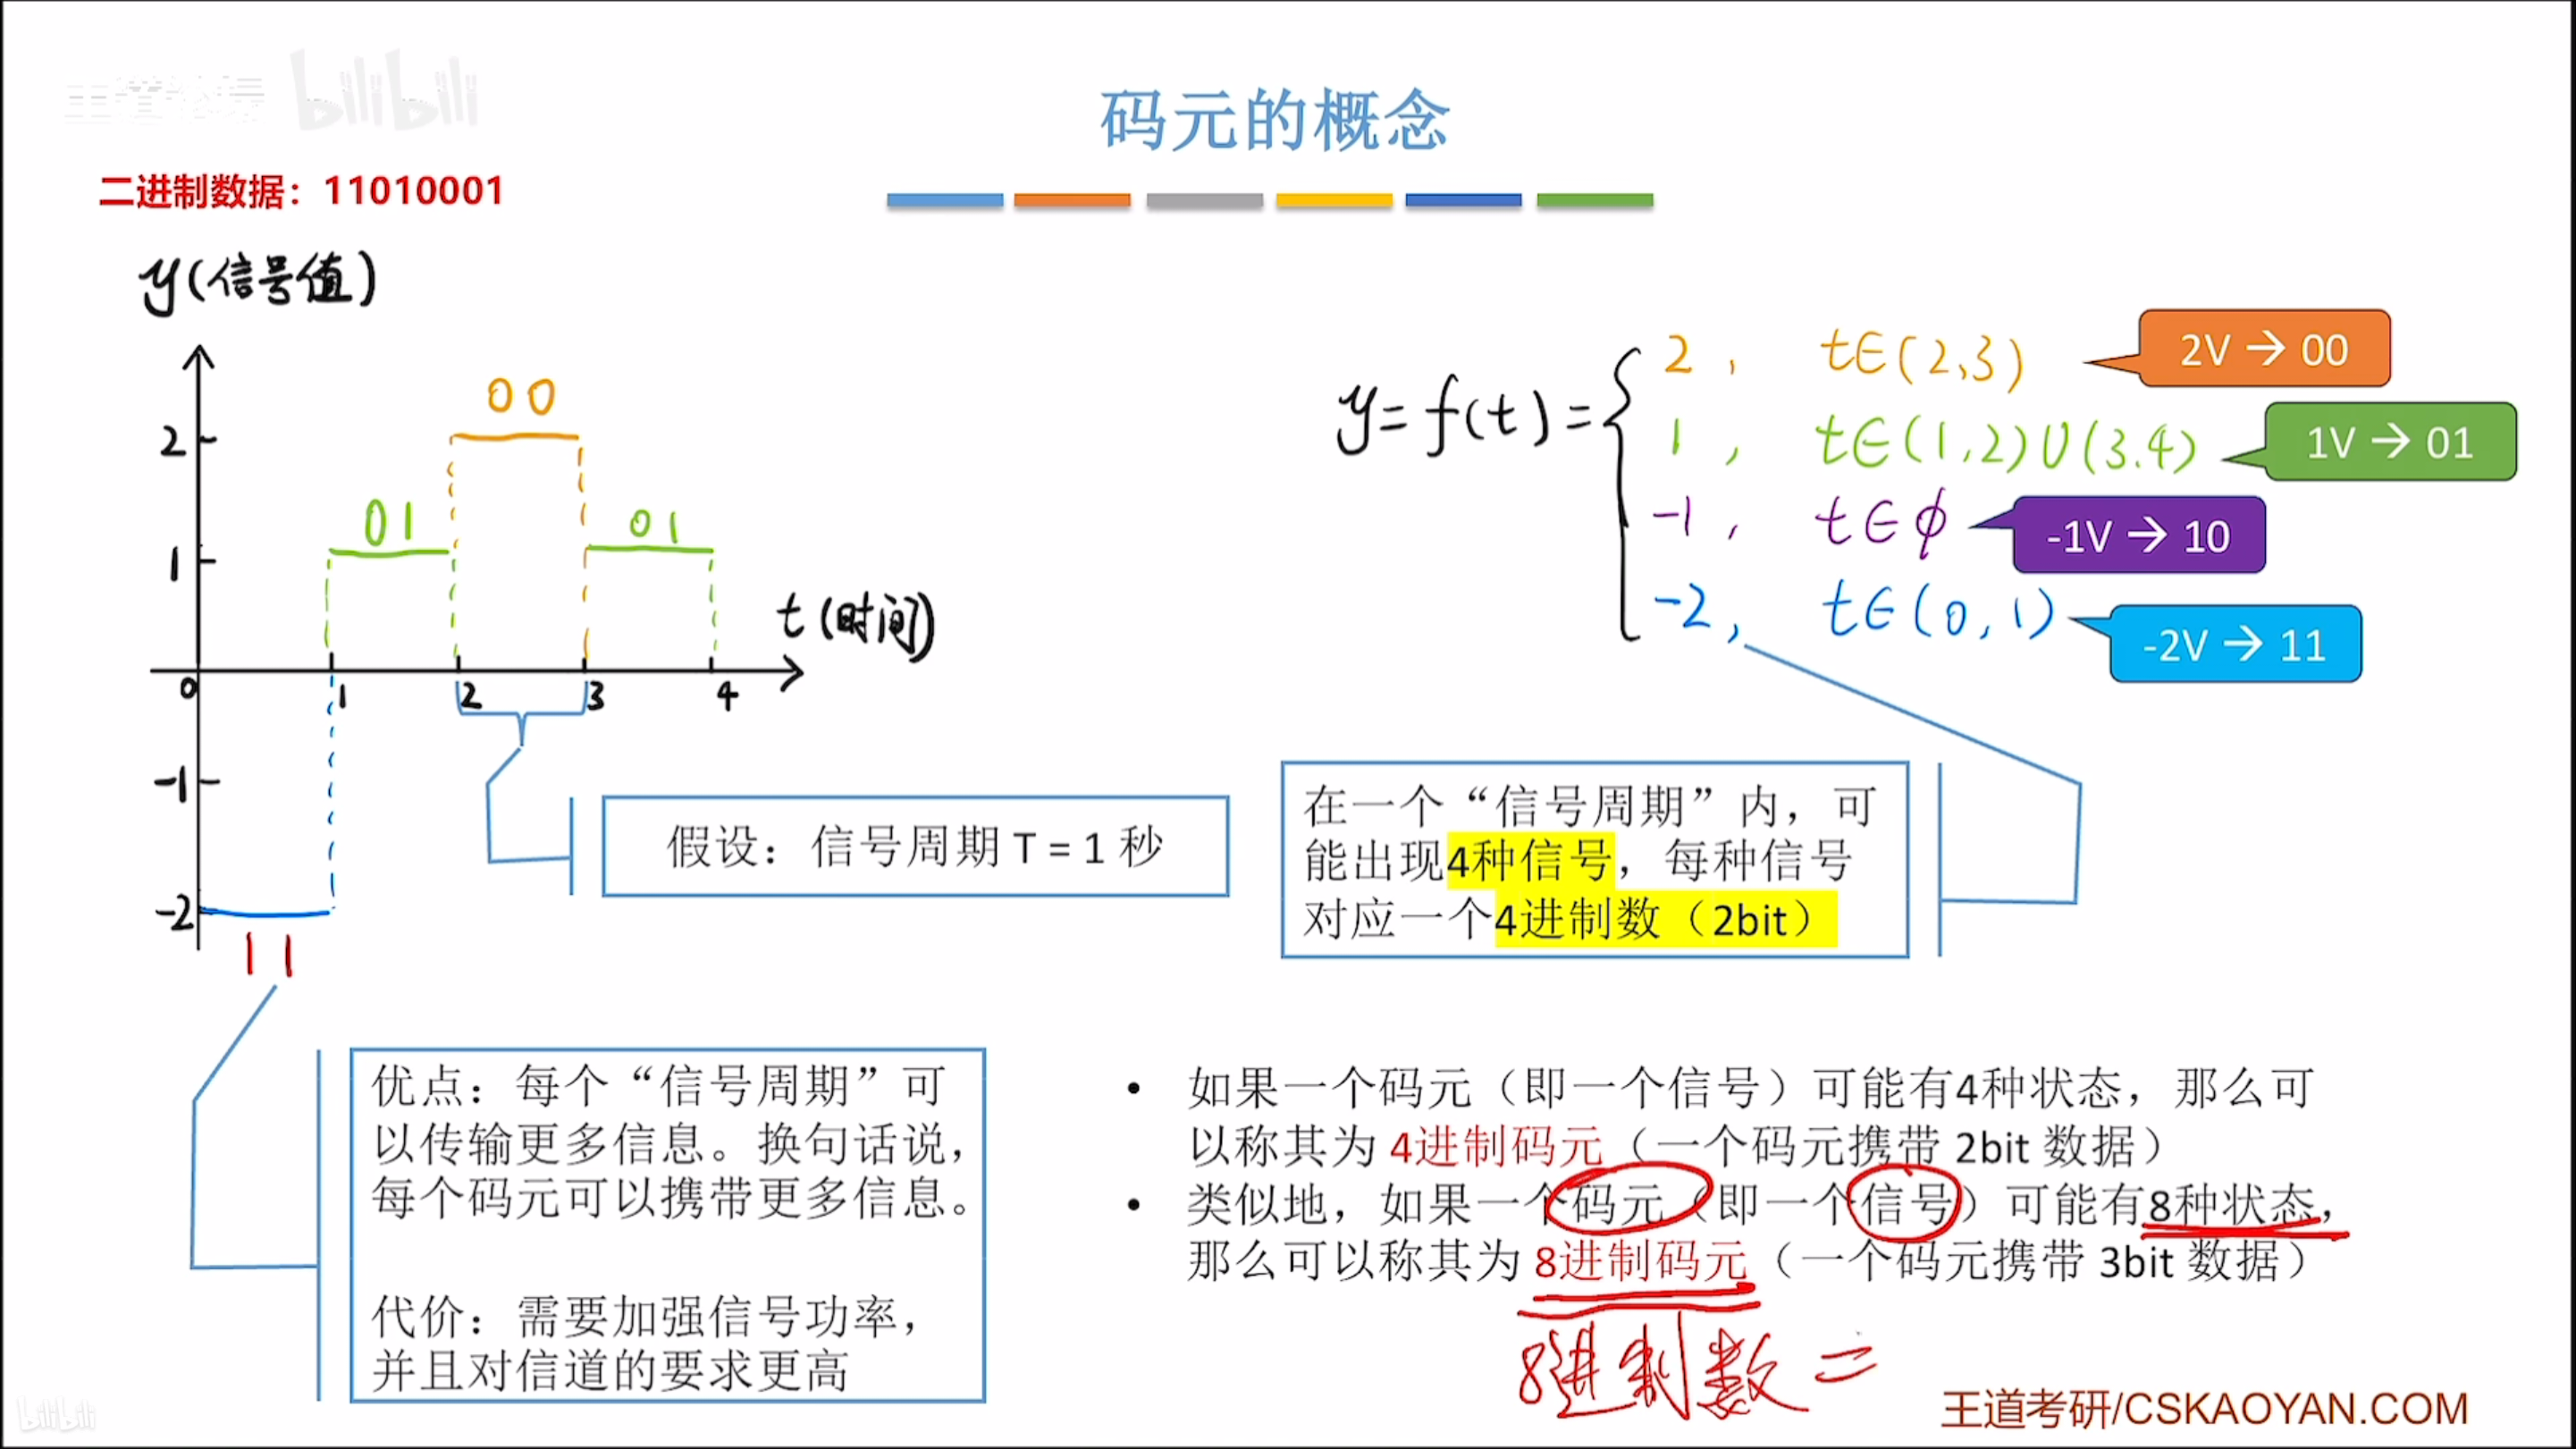 王道论坛 bilibili
码元的概念
二进制数据：11010001
y(信号值)
2
1
0
-1
-2
1
2
3
4
t(时间)
11
01
00
01
y=f(t)=
2， t∈(2,3)
2V → 00
1， t∈(1,2)∪(3.4)
1V → 01
-1， t∈ϕ
-1V → 10
-2， t∈(0,1)
-2V → 11
假设：信号周期 T = 1 秒
在一个“信号周期”内，可
能出现4种信号，每种信号
对应一个4进制数（2bit）
优点：每个“信号周期”可
以传输更多信息。换句话说，
每个码元可以携带更多信息。
代价：需要加强信号功率，
并且对信道的要求更高
• 如果一个码元（即一个信号）可能有4种状态，那么可
以称其为 4进制码元（一个码元携带 2bit 数据）
• 类似地，如果一个码元（即一个信号）可能有8种状态，
那么可以称其为 8进制码元（一个码元携带 3bit 数据）
8进制数 =
bilibili
王道考研/CSKAOYAN.COM